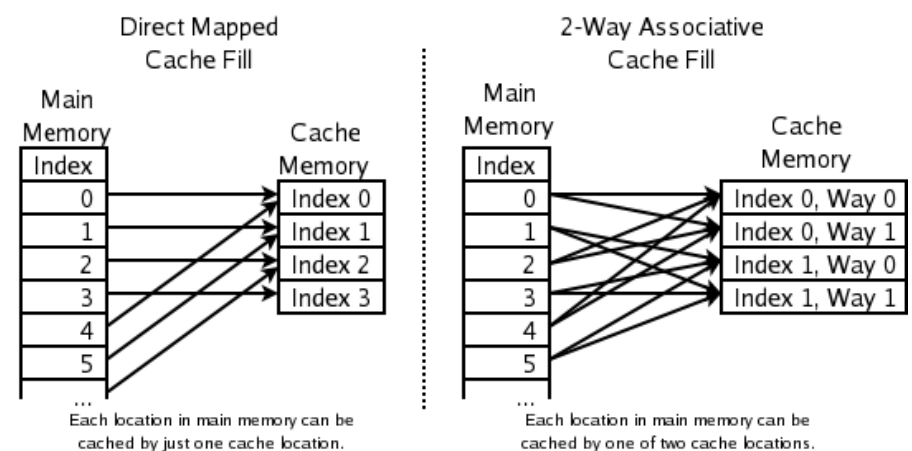 Direct Mapped
Cache Fill
Main
Memory
Index
0
1
2
3
4
5
...
Cache
Memory
Index 0
Index 1
Index 2
Index 3
Each location in main memory can be
cached by just one cache location.
2-Way Associative
Cache Fill
Main
Memory
Index
0
1
2
3
4
5
...
Cache
Memory
Index 0, Way 0
Index 0, Way 1
Index 1, Way 0
Index 1, Way 1
Each location in main memory can be
cached by one of two cache locations.